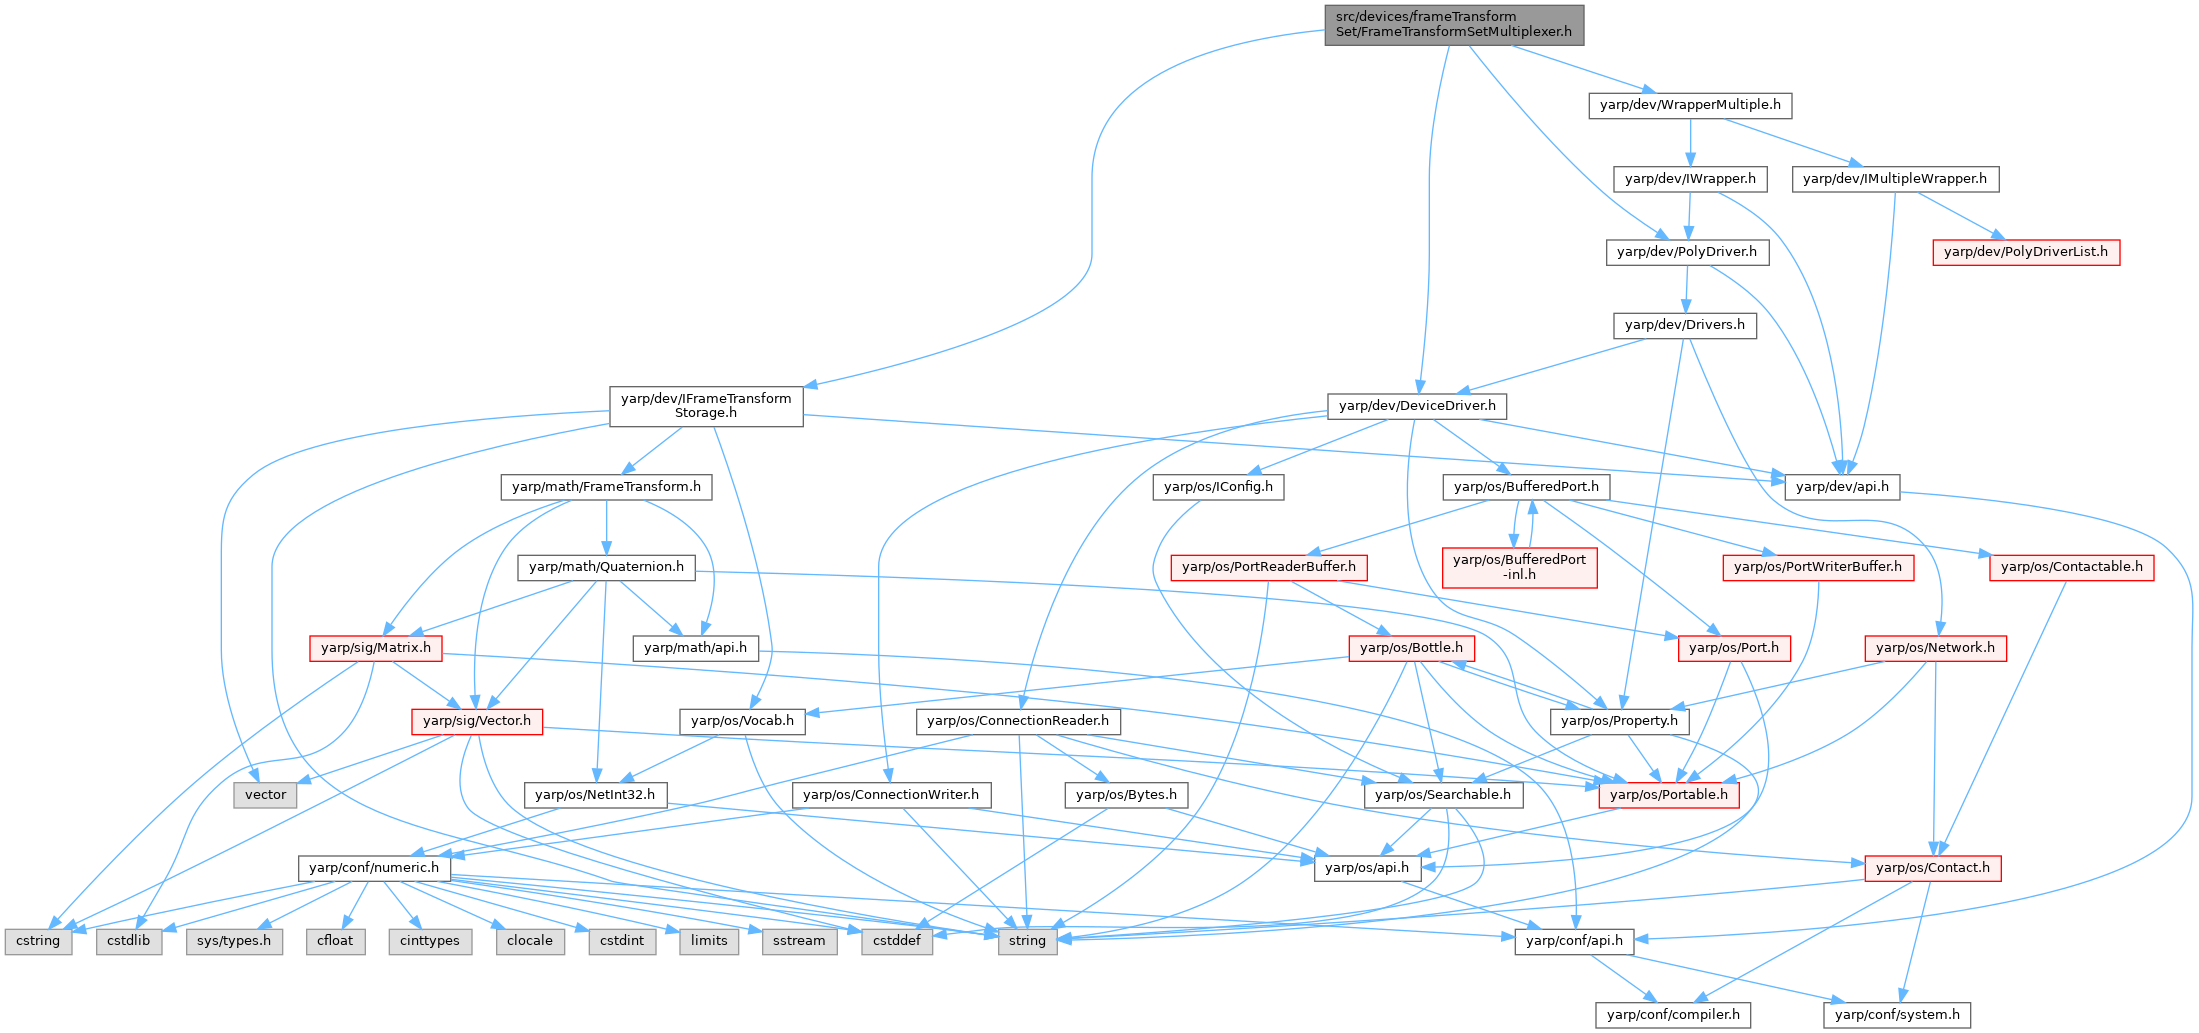 src/devices/frameTransform
Set/FrameTransformSetMultiplexer.h
yarp/dev/WrapperMultiple.h
yarp/dev/IWrapper.h
yarp/dev/IMultipleWrapper.h
yarp/dev/PolyDriver.h
yarp/dev/PolyDriverList.h
yarp/dev/Drivers.h
yarp/dev/IFrameTransform
Storage.h
yarp/dev/DeviceDriver.h
yarp/math/FrameTransform.h
yarp/os/IConfig.h
yarp/os/BufferedPort.h
yarp/dev/api.h
yarp/math/Quaternion.h
yarp/os/PortReaderBuffer.h
yarp/os/BufferedPort
-inl.h
yarp/os/PortWriterBuffer.h
yarp/os/Contactable.h
yarp/sig/Matrix.h
yarp/math/api.h
yarp/os/Bottle.h
yarp/os/Port.h
yarp/os/Network.h
yarp/sig/Vector.h
yarp/os/Vocab.h
yarp/os/ConnectionReader.h
yarp/os/Property.h
vector
yarp/os/NetInt32.h
yarp/os/ConnectionWriter.h
yarp/os/Bytes.h
yarp/os/Searchable.h
yarp/os/Portable.h
yarp/conf/numeric.h
yarp/os/api.h
yarp/os/Contact.h
cstring
cstdlib
sys/types.h
cfloat
cinttypes
clocale
cstdint
limits
sstream
cstddef
string
yarp/conf/api.h
yarp/conf/compiler.h
yarp/conf/system.h